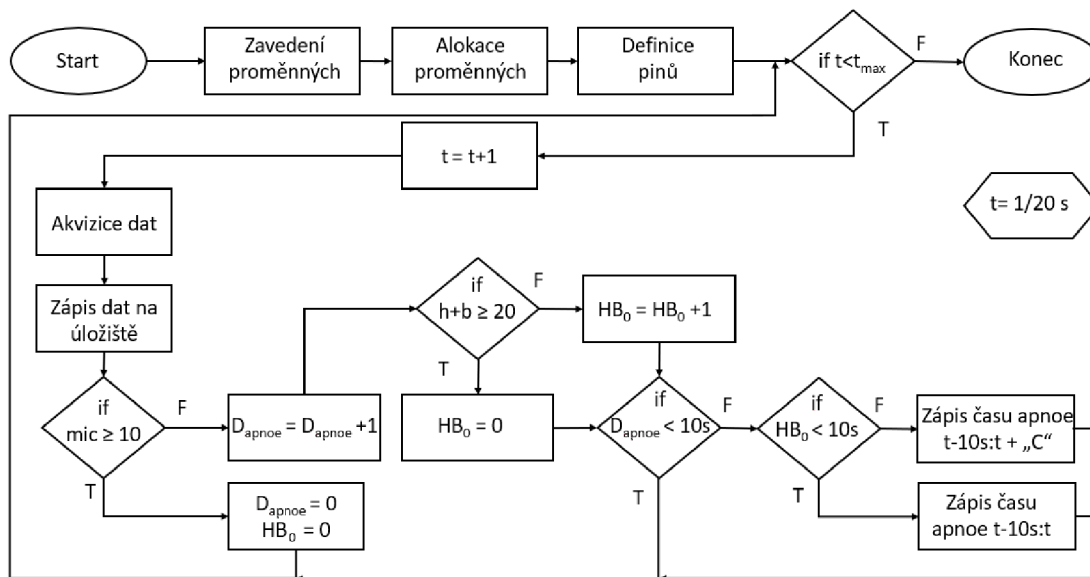 Start
Zavedení
proměnných
Alokace
proměnných
Definice
pinů
if t<tmax
F
Konec
T
t = t+1
t= 1/20 s
Akvizice dat
Zápis dat na
úložiště
if
mic ≥ 10
F
T
Dapnoe = Dapnoe +1
Dapnoe = 0
HB0 = 0
if
h+b ≥ 20
F
T
HB0 = HB0 +1
HB0 = 0
if
Dapnoe < 10s
F
T
if
HB0 < 10s
F
T
Zápis času apnoe
t-10s:t + „C“
Zápis času
apnoe t-10s:t